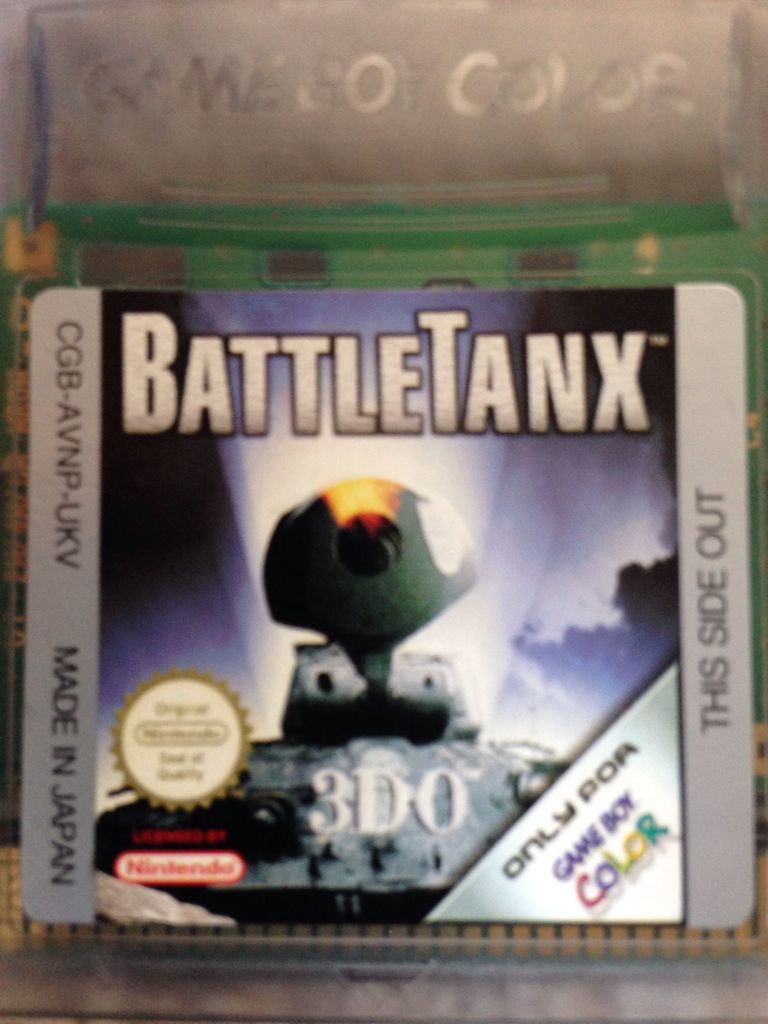 GAME BOY COLOR
BATTLETANX™
CGB-AVNP-UKV MADE IN JAPAN
THIS SIDE OUT
Original
Nintendo
Seal of
Quality
3DO
LICENSED BY
Nintendo
ONLY FOR
GAME BOY
COLOR